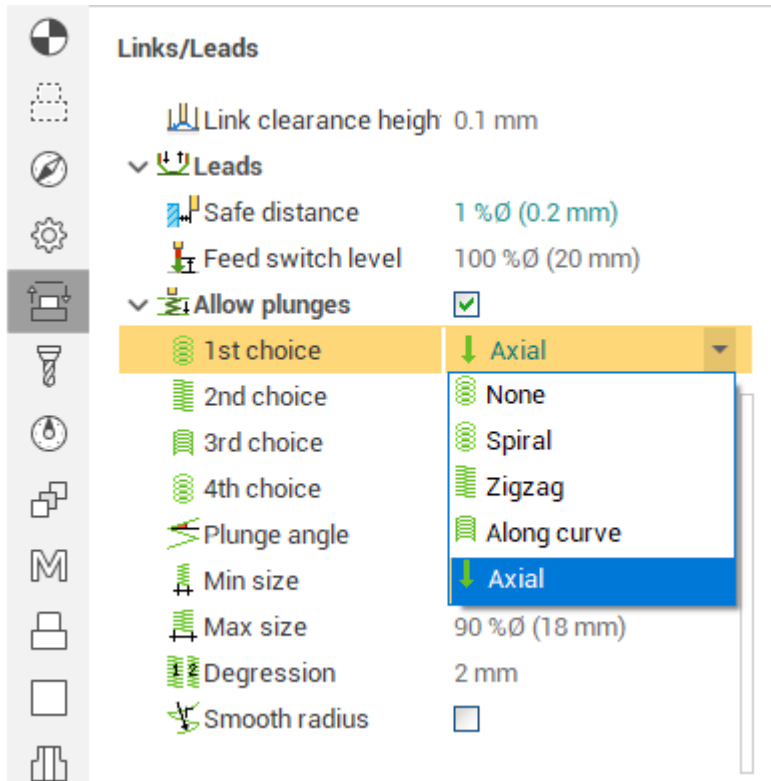 Links/Leads
Link clearance heigh 0.1 mm
Leads
Safe distance 1 %Ø (0.2 mm)
Feed switch level 100 %Ø (20 mm)
Allow plunges
1st choice Axial
2nd choice None
3rd choice Spiral
4th choice Zigzag
Plunge angle Along curve
Min size Axial
Max size 90 %Ø (18 mm)
Degression 2 mm
Smooth radius